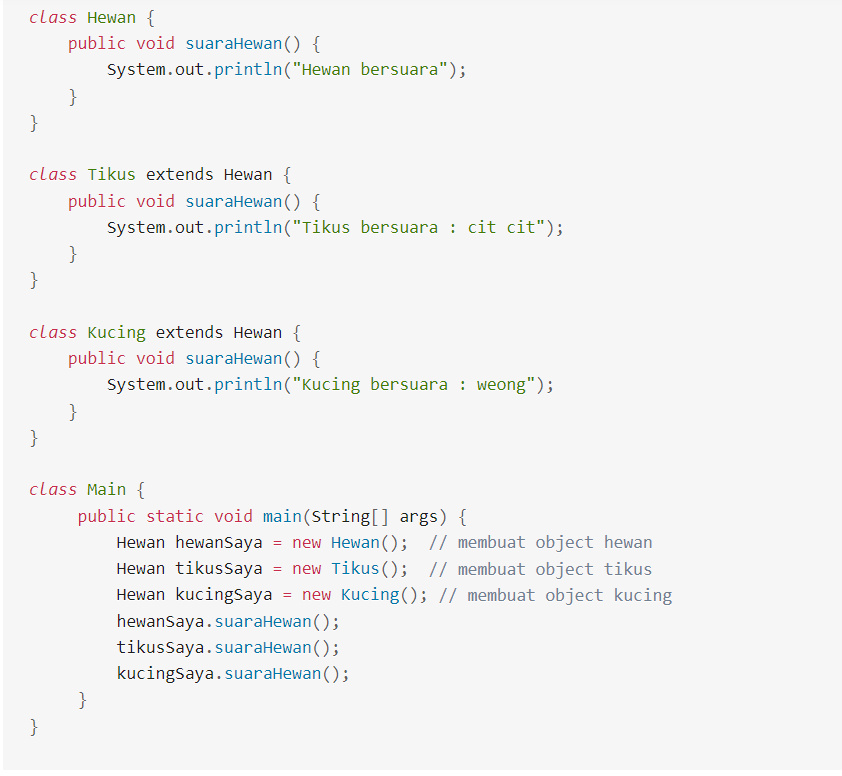 class Hewan {
    public void suaraHewan() {
        System.out.println("Hewan bersuara");
    }
}

class Tikus extends Hewan {
    public void suaraHewan() {
        System.out.println("Tikus bersuara : cit cit");
    }
}

class Kucing extends Hewan {
    public void suaraHewan() {
        System.out.println("Kucing bersuara : weong");
    }
}

class Main {
     public static void main(String[] args) {
         Hewan hewanSaya = new Hewan();  // membuat object hewan
         Hewan tikusSaya = new Tikus();  // membuat object tikus
         Hewan kucingSaya = new Kucing(); // membuat object kucing
         hewanSaya.suaraHewan();
         tikusSaya.suaraHewan();
         kucingSaya.suaraHewan();
     }
}